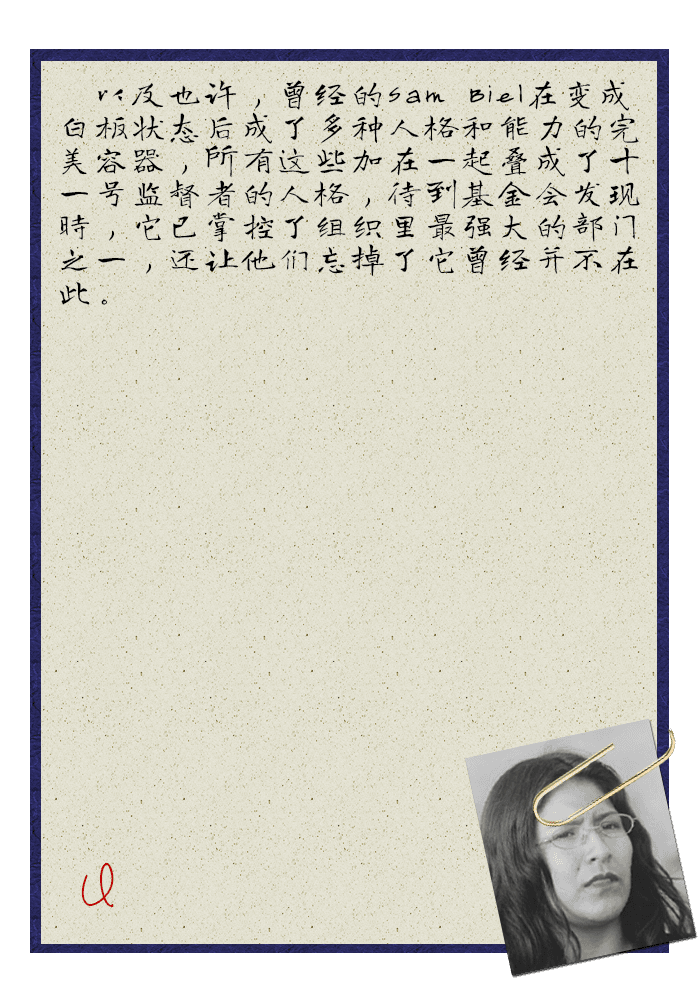 以及也许，曾经的Sam Biel在变成
白板状态后成了多种人格和能力的完
美容器，所有这些加在一起叠成了十
一号监督者的人格，待到基金会发现
時，它已掌控了组织里最强大的部门
之一，还让他们忘掉了它曾经并不在
此。